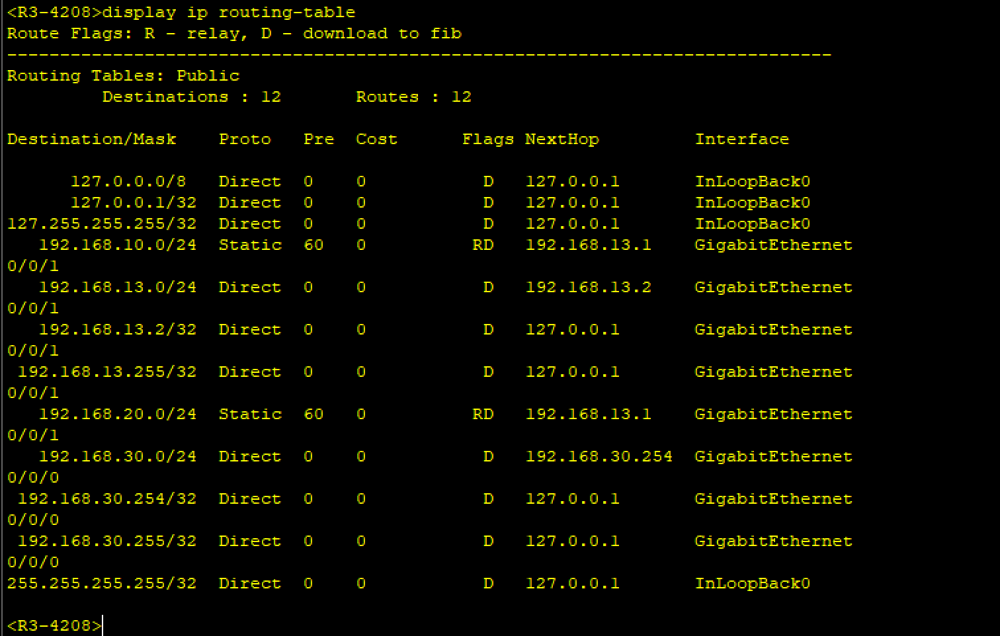 <R3-4208>display ip routing-table
Route Flags: R - relay, D - download to fib
------------------------------------------------------------------------------
Routing Tables: Public
         Destinations : 12       Routes : 12

Destination/Mask    Proto   Pre  Cost      Flags NextHop         Interface

      127.0.0.0/8   Direct  0    0           D   127.0.0.1       InLoopBack0
      127.0.0.1/32  Direct  0    0           D   127.0.0.1       InLoopBack0
127.255.255.255/32  Direct  0    0           D   127.0.0.1       InLoopBack0
   192.168.10.0/24  Static  60   0          RD   192.168.13.1    GigabitEthernet
0/0/1
   192.168.13.0/24  Direct  0    0           D   192.168.13.2    GigabitEthernet
0/0/1
   192.168.13.2/32  Direct  0    0           D   127.0.0.1       GigabitEthernet
0/0/1
 192.168.13.255/32  Direct  0    0           D   127.0.0.1       GigabitEthernet
0/0/1
   192.168.20.0/24  Static  60   0          RD   192.168.13.1    GigabitEthernet
0/0/1
   192.168.30.0/24  Direct  0    0           D   192.168.30.254  GigabitEthernet
0/0/0
 192.168.30.254/32  Direct  0    0           D   127.0.0.1       GigabitEthernet
0/0/0
 192.168.30.255/32  Direct  0    0           D   127.0.0.1       GigabitEthernet
0/0/0
255.255.255.255/32  Direct  0    0           D   127.0.0.1       InLoopBack0

<R3-4208>